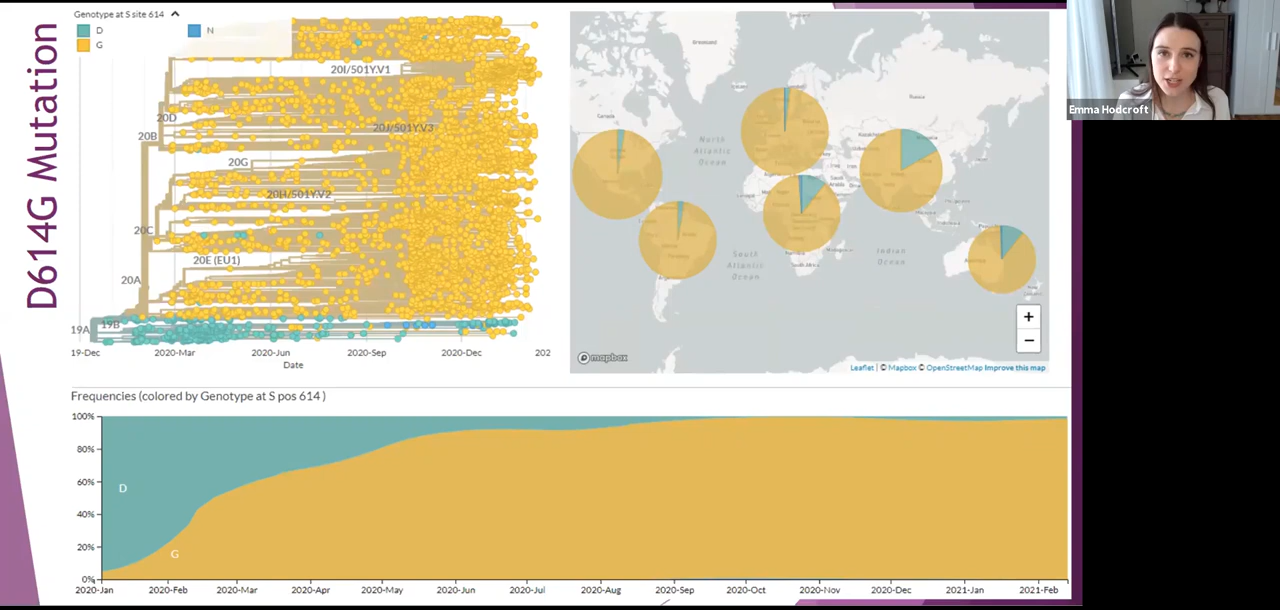 D614G Mutation
Genotype at S site 614
D
N
G
20I/501Y.V1
20D
20J/501Y.V3
20B
20G
20H/501Y.V2
20C
20E (EU1)
20A
19A
19B
19-Dec 2020-Mar 2020-Jun 2020-Sep 2020-Dec 202
Date
Greenland
Canada
Russia
North
Atlantic
Ocean
South
Atlantic
Ocean
Indian
Ocean
+
−
mapbox
Leaflet | © Mapbox © OpenStreetMap Improve this map
Emma Hodcroft
Frequencies (colored by Genotype at S pos 614 )
100%
80%
60%
40%
20%
0%
D
G
2020-Jan 2020-Feb 2020-Mar 2020-Apr 2020-May 2020-Jun 2020-Jul 2020-Aug 2020-Sep 2020-Oct 2020-Nov 2020-Dec 2021-Jan 2021-Feb